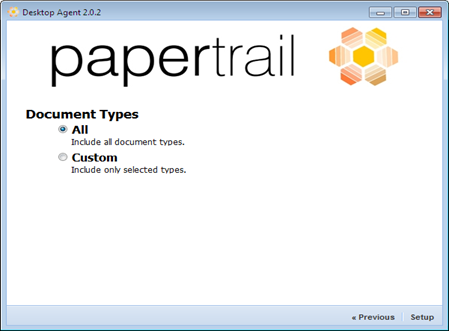 Desktop Agent 2.0.2
papertrail
Document Types
All
Include all document types.
Custom
Include only selected types.
« Previous Setup